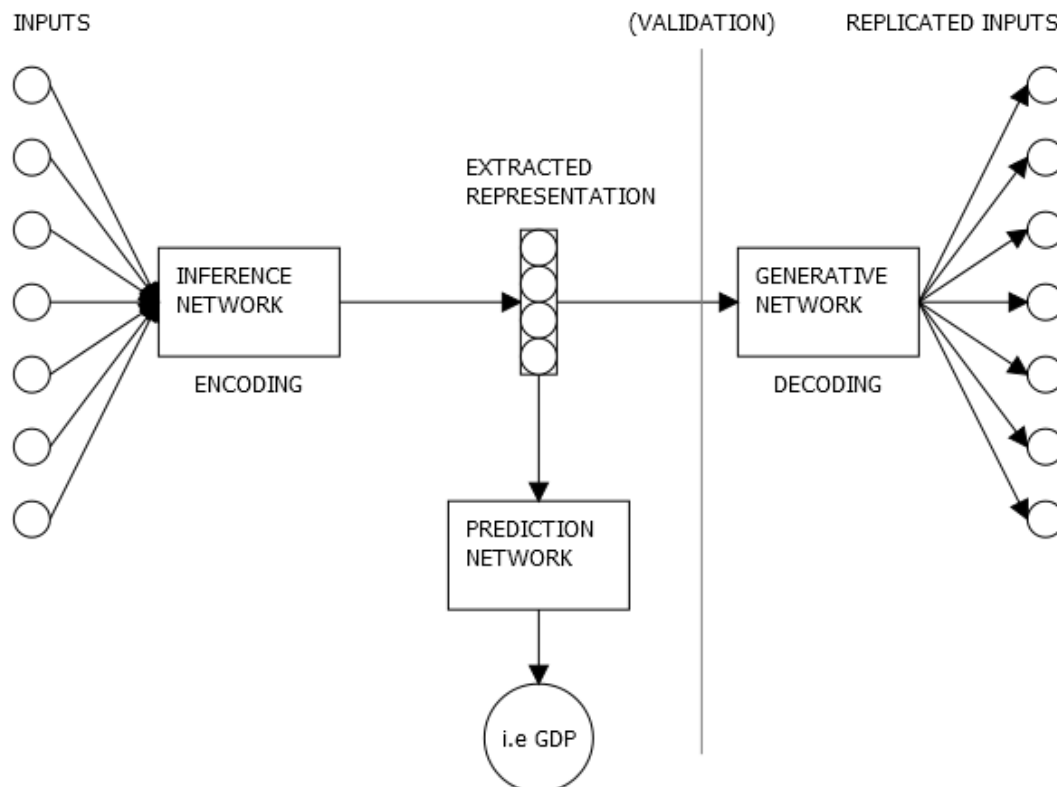 INPUTS
(VALIDATION)
REPLICATED INPUTS
EXTRACTED
REPRESENTATION
INFERENCE
NETWORK
GENERATIVE
NETWORK
ENCODING
DECODING
PREDICTION
NETWORK
i.e GDP